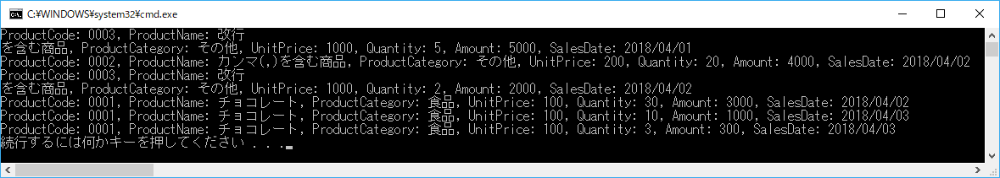 C:¥WINDOWS¥system32¥cmd.exe
ProductCode: 0003, ProductName: 改行
を含む商品, ProductCategory: その他, UnitPrice: 1000, Quantity: 5, Amount: 5000, SalesDate: 2018/04/01
ProductCode: 0002, ProductName: カンマ(,)を含む商品, ProductCategory: その他, UnitPrice: 200, Quantity: 20, Amount: 4000, SalesDate: 2018/04/02
ProductCode: 0003, ProductName: 改行
を含む商品, ProductCategory: その他, UnitPrice: 1000, Quantity: 2, Amount: 2000, SalesDate: 2018/04/02
ProductCode: 0001, ProductName: チョコレート, ProductCategory: 食品, UnitPrice: 100, Quantity: 30, Amount: 3000, SalesDate: 2018/04/02
ProductCode: 0001, ProductName: チョコレート, ProductCategory: 食品, UnitPrice: 100, Quantity: 10, Amount: 1000, SalesDate: 2018/04/03
ProductCode: 0001, ProductName: チョコレート, ProductCategory: 食品, UnitPrice: 100, Quantity: 3, Amount: 300, SalesDate: 2018/04/03
続行するには何かキーを押してください . . .